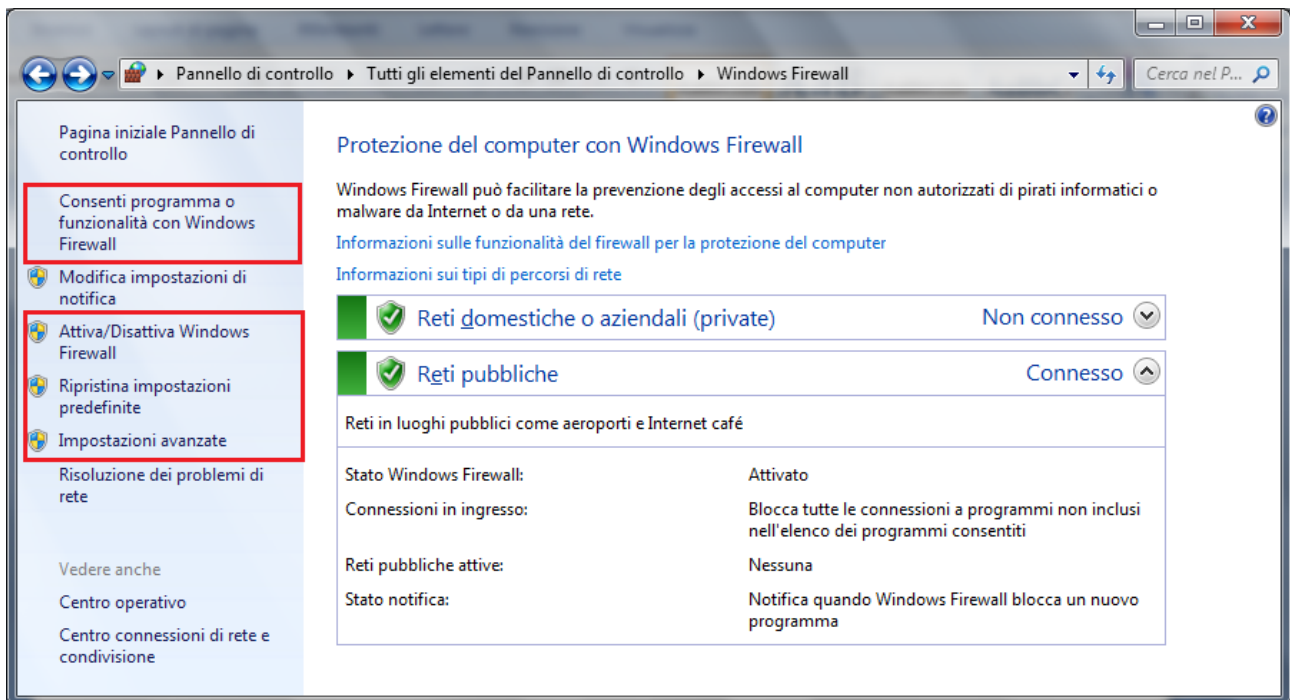 Pannello di controllo Tutti gli elementi del Pannello di controllo Windows Firewall
Cerca nel P...
Pagina iniziale Pannello di
controllo
Consenti programma o
funzionalità con Windows
Firewall
Modifica impostazioni di
notifica
Attiva/Disattiva Windows
Firewall
Ripristina impostazioni
predefinite
Impostazioni avanzate
Risoluzione dei problemi di
rete
Vedere anche
Centro operativo
Centro connessioni di rete e
condivisione
Protezione del computer con Windows Firewall
Windows Firewall può facilitare la prevenzione degli accessi al computer non autorizzati di pirati informatici o
malware da Internet o da una rete.
Informazioni sulle funzionalità del firewall per la protezione del computer
Informazioni sui tipi di percorsi di rete
Reti domestiche o aziendali (private) Non connesso
Reti pubbliche Connesso
Reti in luoghi pubblici come aeroporti e Internet café
Stato Windows Firewall: Attivato
Connessioni in ingresso: Blocca tutte le connessioni a programmi non inclusi
nell'elenco dei programmi consentiti
Reti pubbliche attive: Nessuna
Stato notifica: Notifica quando Windows Firewall blocca un nuovo
programma